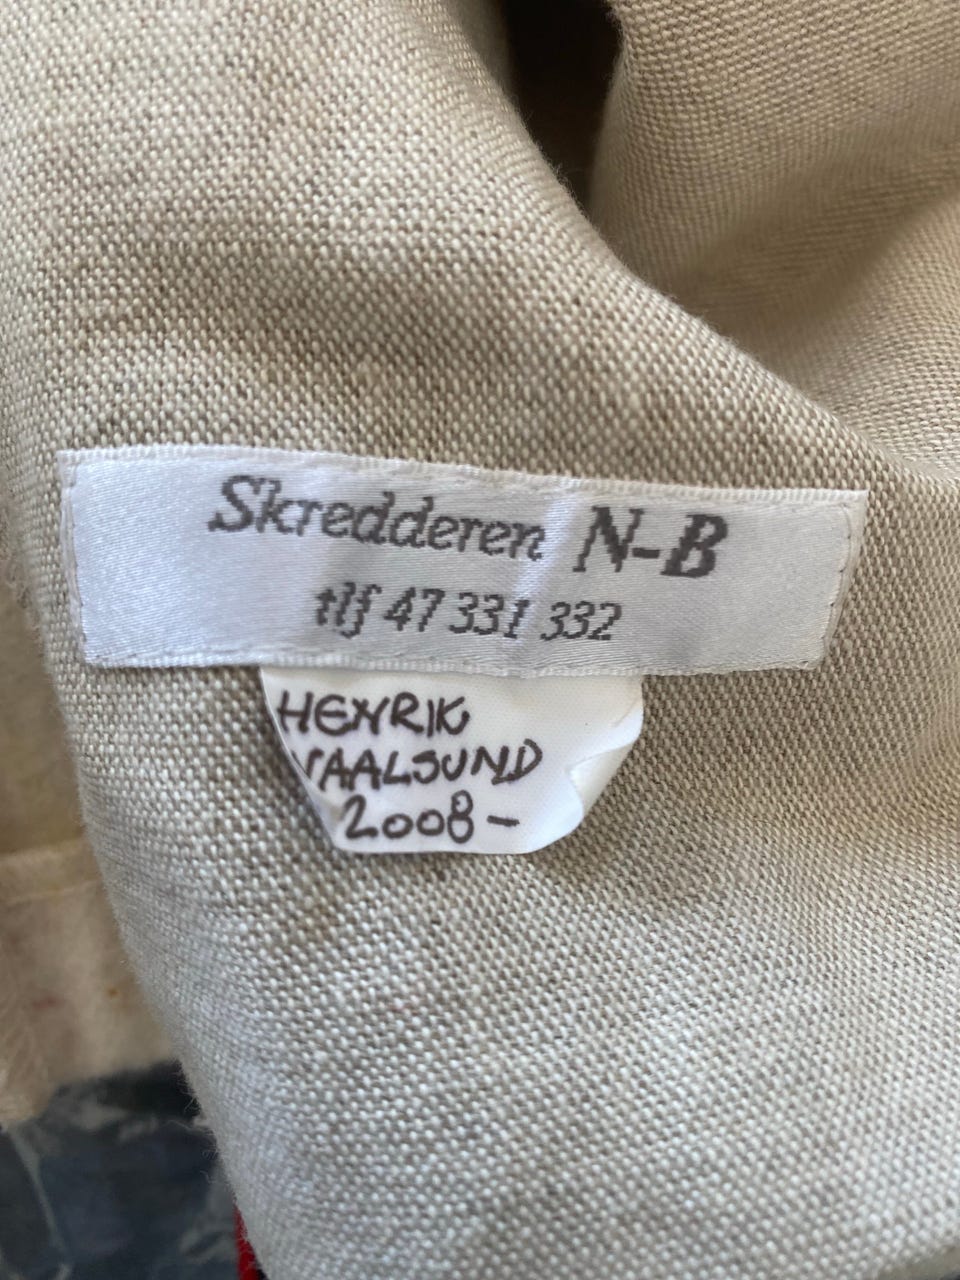 Skredderen N-B
tlf 47 331 332
HENRIK
VAALSUND
2008-